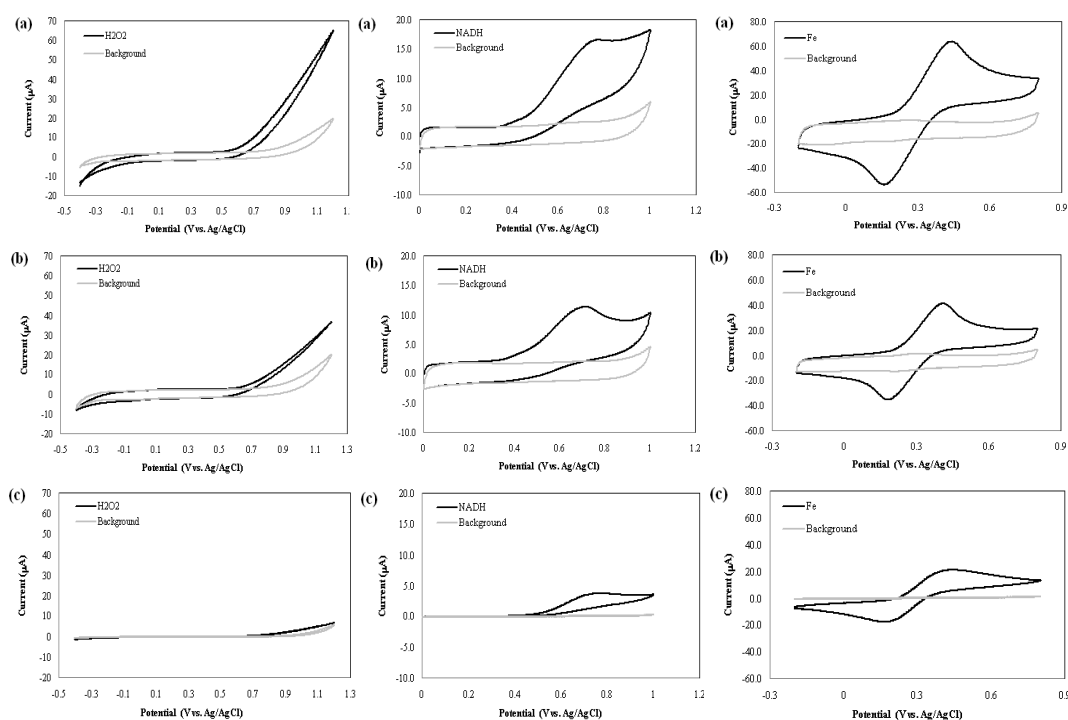 (a)
70
60
50
40
30
20
10
0
-10
-20
-0.5 -0.3 -0.1 0.1 0.3 0.5 0.7 0.9 1.1 1.3
Current (µA)
Potential (V vs. Ag/AgCl)
H2O2
Background
(a)
20.0
15.0
10.0
5.0
0.0
-5.0
-10.0
0 0.2 0.4 0.6 0.8 1
Current (µA)
Potential (V vs. Ag/AgCl)
NADH
Background
(a)
80.0
60.0
40.0
20.0
0.0
-20.0
-40.0
-60.0
-0.3 0 0.3 0.6 0.9
Current (µA)
Potential (V vs. Ag/AgCl)
Fe
Background
(b)
70
60
50
40
30
20
10
0
-10
-20
-0.5 -0.3 -0.1 0.1 0.3 0.5 0.7 0.9 1.1 1.3
Current (µA)
Potential (V vs. Ag/AgCl)
H2O2
Background
(b)
20.0
15.0
10.0
5.0
0.0
-5.0
-10.0
0 0.2 0.4 0.6 0.8 1
Current (µA)
Potential (V vs. Ag/AgCl)
NADH
Background
(b)
80.0
60.0
40.0
20.0
0.0
-20.0
-40.0
-60.0
-0.3 0 0.3 0.6 0.9
Current (µA)
Potential (V vs. Ag/AgCl)
Fe
Background
(c)
70
60
50
40
30
20
10
0
-10
-20
-0.5 -0.3 -0.1 0.1 0.3 0.5 0.7 0.9 1.1 1.3
Current (µA)
Potential (V vs. Ag/AgCl)
H2O2
Background
(c)
20.0
15.0
10.0
5.0
0.0
-5.0
-10.0
0 0.2 0.4 0.6 0.8 1
Current (µA)
Potential (V vs. Ag/AgCl)
NADH
Background
(c)
80.0
60.0
40.0
20.0
0.0
-20.0
-40.0
-60.0
-0.3 0 0.3 0.6 0.9
Current (µA)
Potential (V vs. Ag/AgCl)
Fe
Background